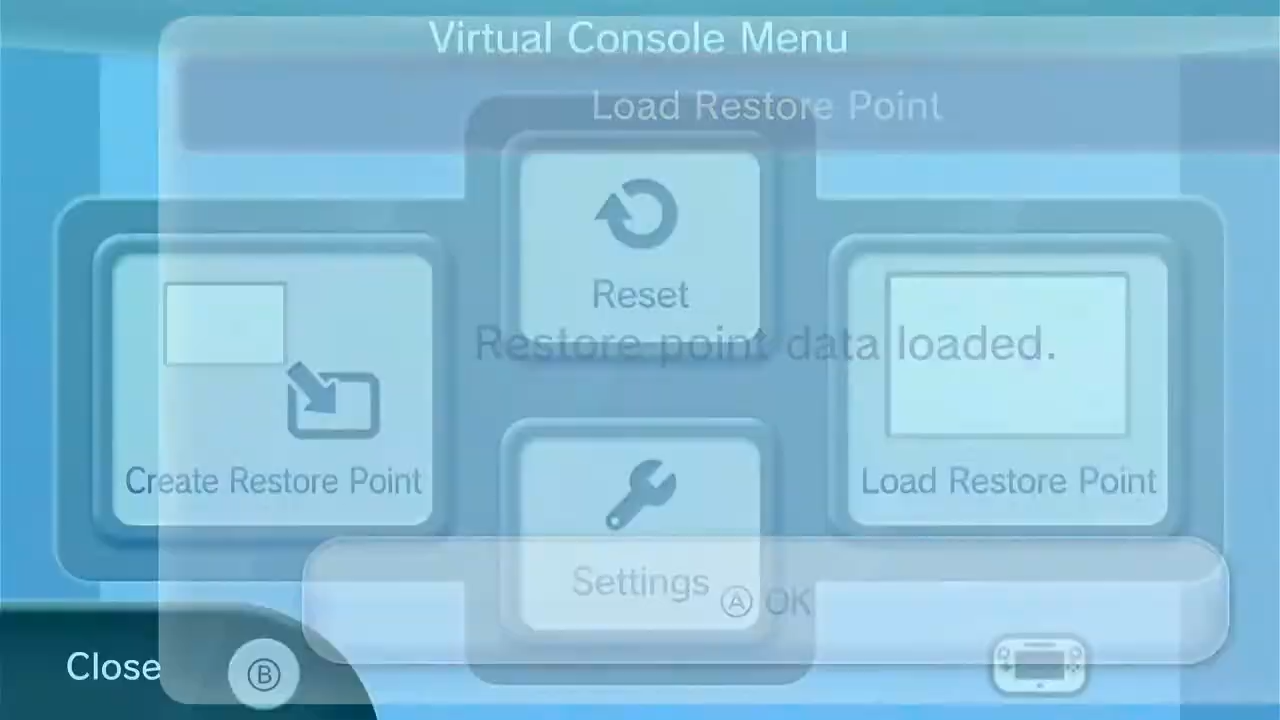 Virtual Console Menu
Load Restore Point
Reset
Restore point data loaded.
Create Restore Point
Load Restore Point
Settings
A OK
Close B